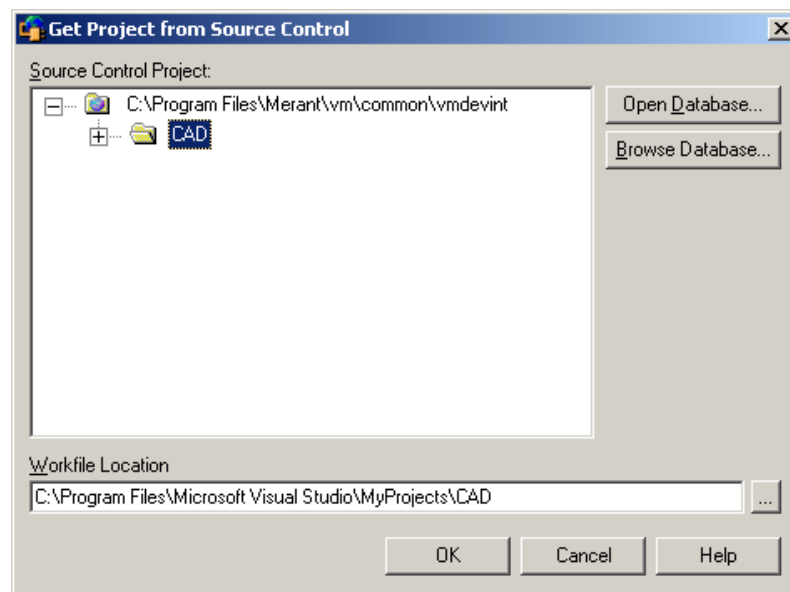 Get Project from Source Control
Source Control Project:
C:\Program Files\Merant\vm\common\vmdevint
CAD
Open Database...
Browse Database...
Workfile Location
C:\Program Files\Microsoft Visual Studio\MyProjects\CAD
...
OK
Cancel
Help